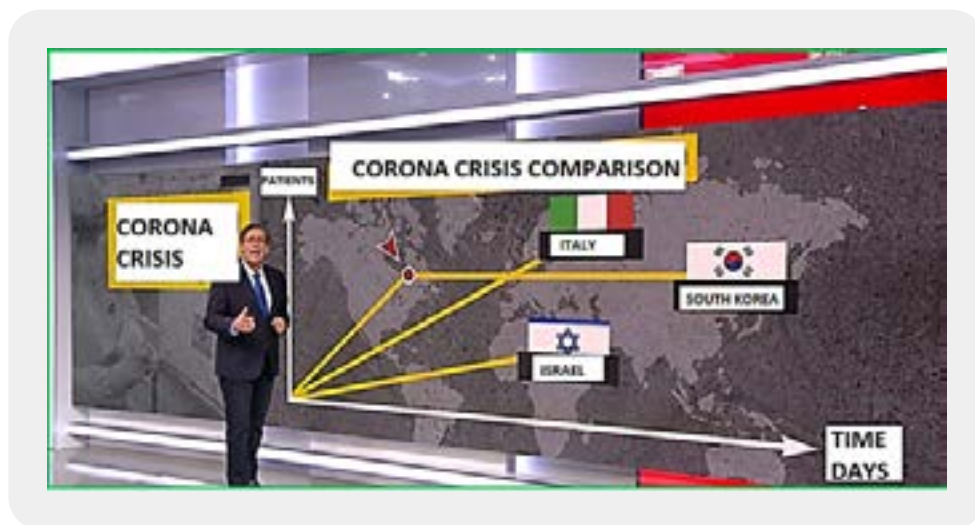 PATIENTS
CORONA CRISIS COMPARISON
CORONA
CRISIS
ITALY
SOUTH KOREA
ISRAEL
TIME
DAYS